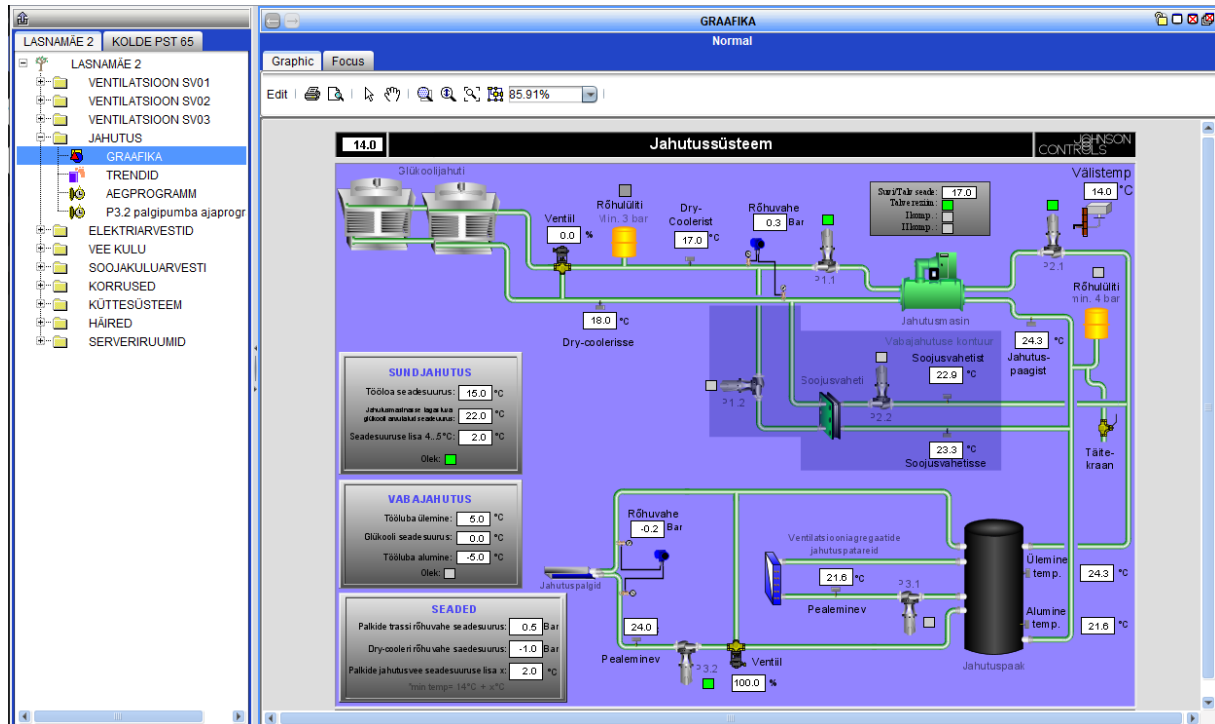 GRAAFIKA
LASNAMÄE 2
KOLDE PST 65
Normal
LASNAMÄE 2
VENTILATSIOON SV01
VENTILATSIOON SV02
VENTILATSIOON SV03
JAHUTUS
GRAAFIKA
TRENDID
AEGPROGRAMM
P3.2 palgipumba ajaprogr
ELEKTRIARVESTID
VEE KULU
SOOJAKULUARVESTI
KORRUSED
KÜTTESÜSTEEM
HÄIRED
SERVERIRUUMID
Graphic
Focus
Edit
85.91%
14.0
Jahutussüsteem
JOHNSON
CONTROLS
Glükoolijahuti
Ventiil
0.0 %
Rõhulüliti
Min. 3 bar
Dry-
Coolerist
17.0 °C
Rõhuvahe
0.3 Bar
P1.1
Suvi/Talv seade: 17.0
Talverežiim:
I komp.:
II komp.:
Välistemp
14.0 °C
P2.1
Rõhulüliti
min. 4 bar
18.0 °C
Dry-coolerisse
Jahutusmasin
24.3 °C
Jahutus-
paagist
Vabajahutuse kontuur
Soojusvahetist
22.9 °C
Soojusvaheti
P1.2
P2.2
23.3 °C
Soojusvahetisse
Täite-
kraan
SUNDJAHUTUS
Tööloa seadesuurus: 15.0 °C
22.0 °C
Seadesuuruse lisa 4..5°C: 2.0 °C
Olek:
VABAJAHUTUS
Tööluba ülemine: 5.0 °C
Glükooli seadesuurus: 0.0 °C
Tööluba alumine: -5.0 °C
Olek:
SEADED
Palkide trassi rõhuvahe seadesuurus: 0.5 Bar
Dry-cooleri rõhuvahe saedesuurus: -1.0 Bar
Palkide jahutusvee seadesuuruse lisa x: 2.0 °C
*min temp= 14°C + x°C
Rõhuvahe
-0.2 Bar
Jahutuspalgid
24.0
Pealeminev
P3.2
Ventiil
100.0 %
Ventilatsiooniagregaatide
jahutuspatareid
21.6 °C
Pealeminev
P3.1
Jahutuspaak
Ülemine
temp. 24.3 °C
Alumine
temp. 21.6 °C